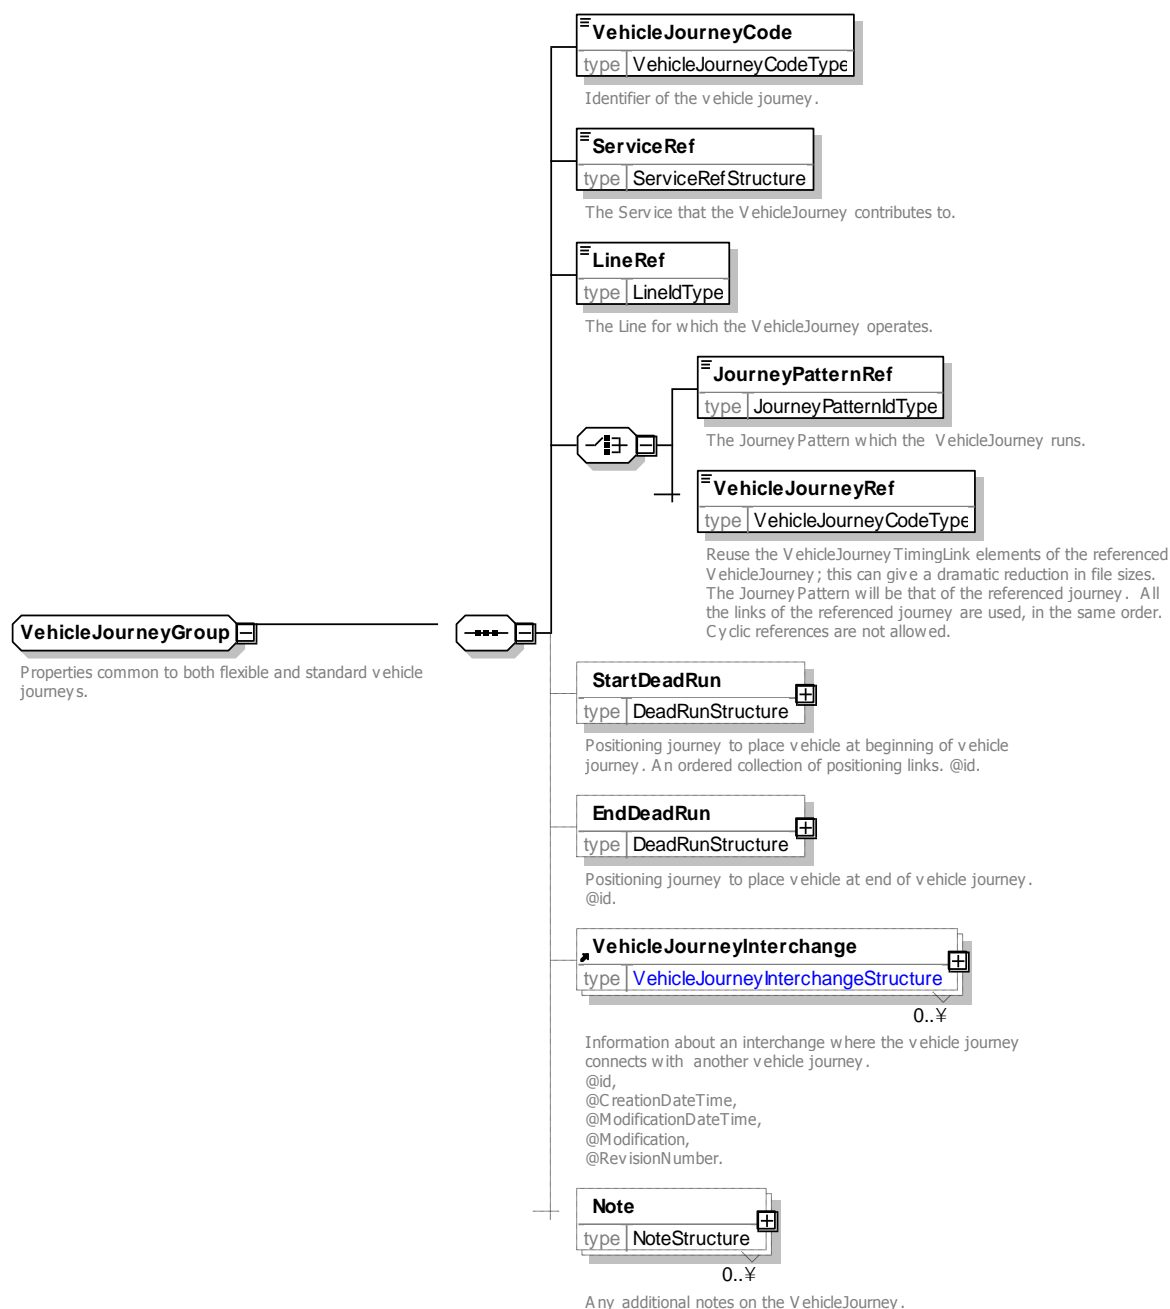 VehicleJourneyCode
type VehicleJourneyCodeType
Identifier of the vehicle journey.
ServiceRef
type ServiceRefStructure
The Service that the VehicleJourney contributes to.
LineRef
type LineIdType
The Line for which the VehicleJourney operates.
JourneyPatternRef
type JourneyPatternIdType
The JourneyPattern which the VehicleJourney runs.
VehicleJourneyRef
type VehicleJourneyCodeType
Reuse the VehicleJourneyTimingLink elements of the referenced
VehicleJourney; this can give a dramatic reduction in file sizes.
The JourneyPattern will be that of the referenced journey. All
the links of the referenced journey are used, in the same order.
Cyclic references are not allowed.
VehicleJourneyGroup
Properties common to both flexible and standard vehicle
journeys.
StartDeadRun
type DeadRunStructure
Positioning journey to place vehicle at beginning of vehicle
journey. An ordered collection of positioning links. @id.
EndDeadRun
type DeadRunStructure
Positioning journey to place vehicle at end of vehicle journey.
@id.
VehicleJourneyInterchange
type VehicleJourneyInterchangeStructure
0..¥
Information about an interchange where the vehicle journey
connects with another vehicle journey.
@id,
@CreationDateTime,
@ModificationDateTime,
@Modification,
@RevisionNumber.
Note
type NoteStructure
0..¥
Any additional notes on the VehicleJourney.